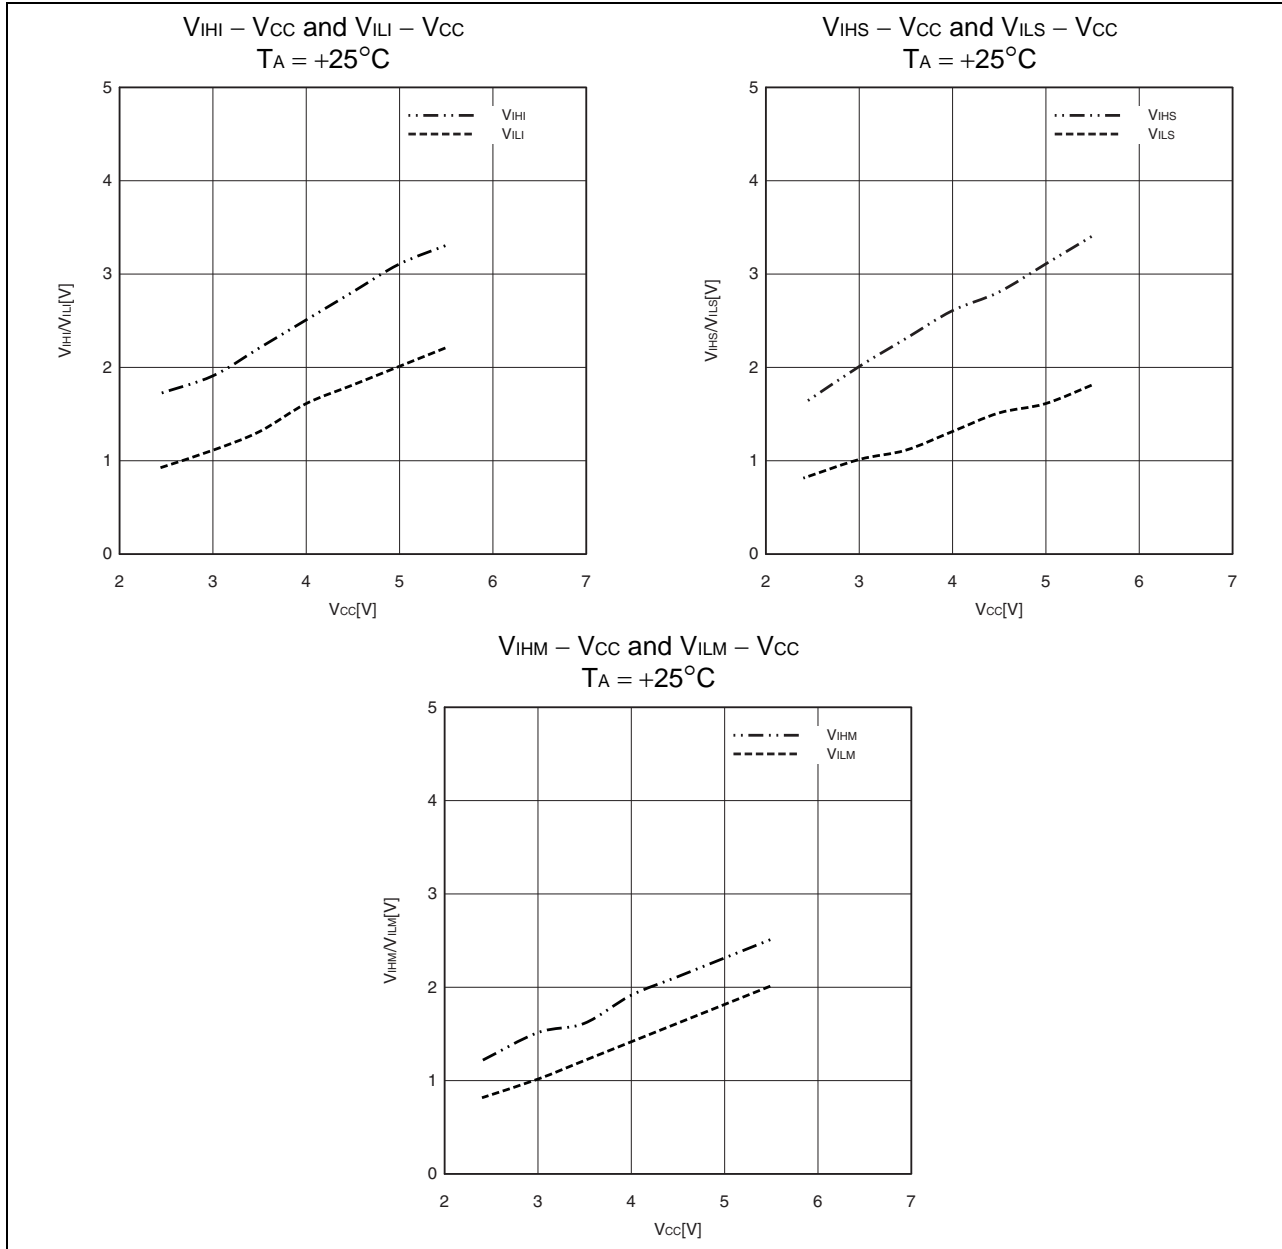 VIHI – VCC and VILI – VCC
TA = +25°C
VIHI
VILI
5
4
3
2
1
0
VIHI/VILI[V]
2 3 4 5 6 7
VCC[V]
VIHS – VCC and VILS – VCC
TA = +25°C
VIHS
VILS
5
4
3
2
1
0
VIHS/VILS[V]
2 3 4 5 6 7
VCC[V]
VIHM – VCC and VILM – VCC
TA = +25°C
VIHM
VILM
5
4
3
2
1
0
VIHM/VILM[V]
2 3 4 5 6 7
VCC[V]